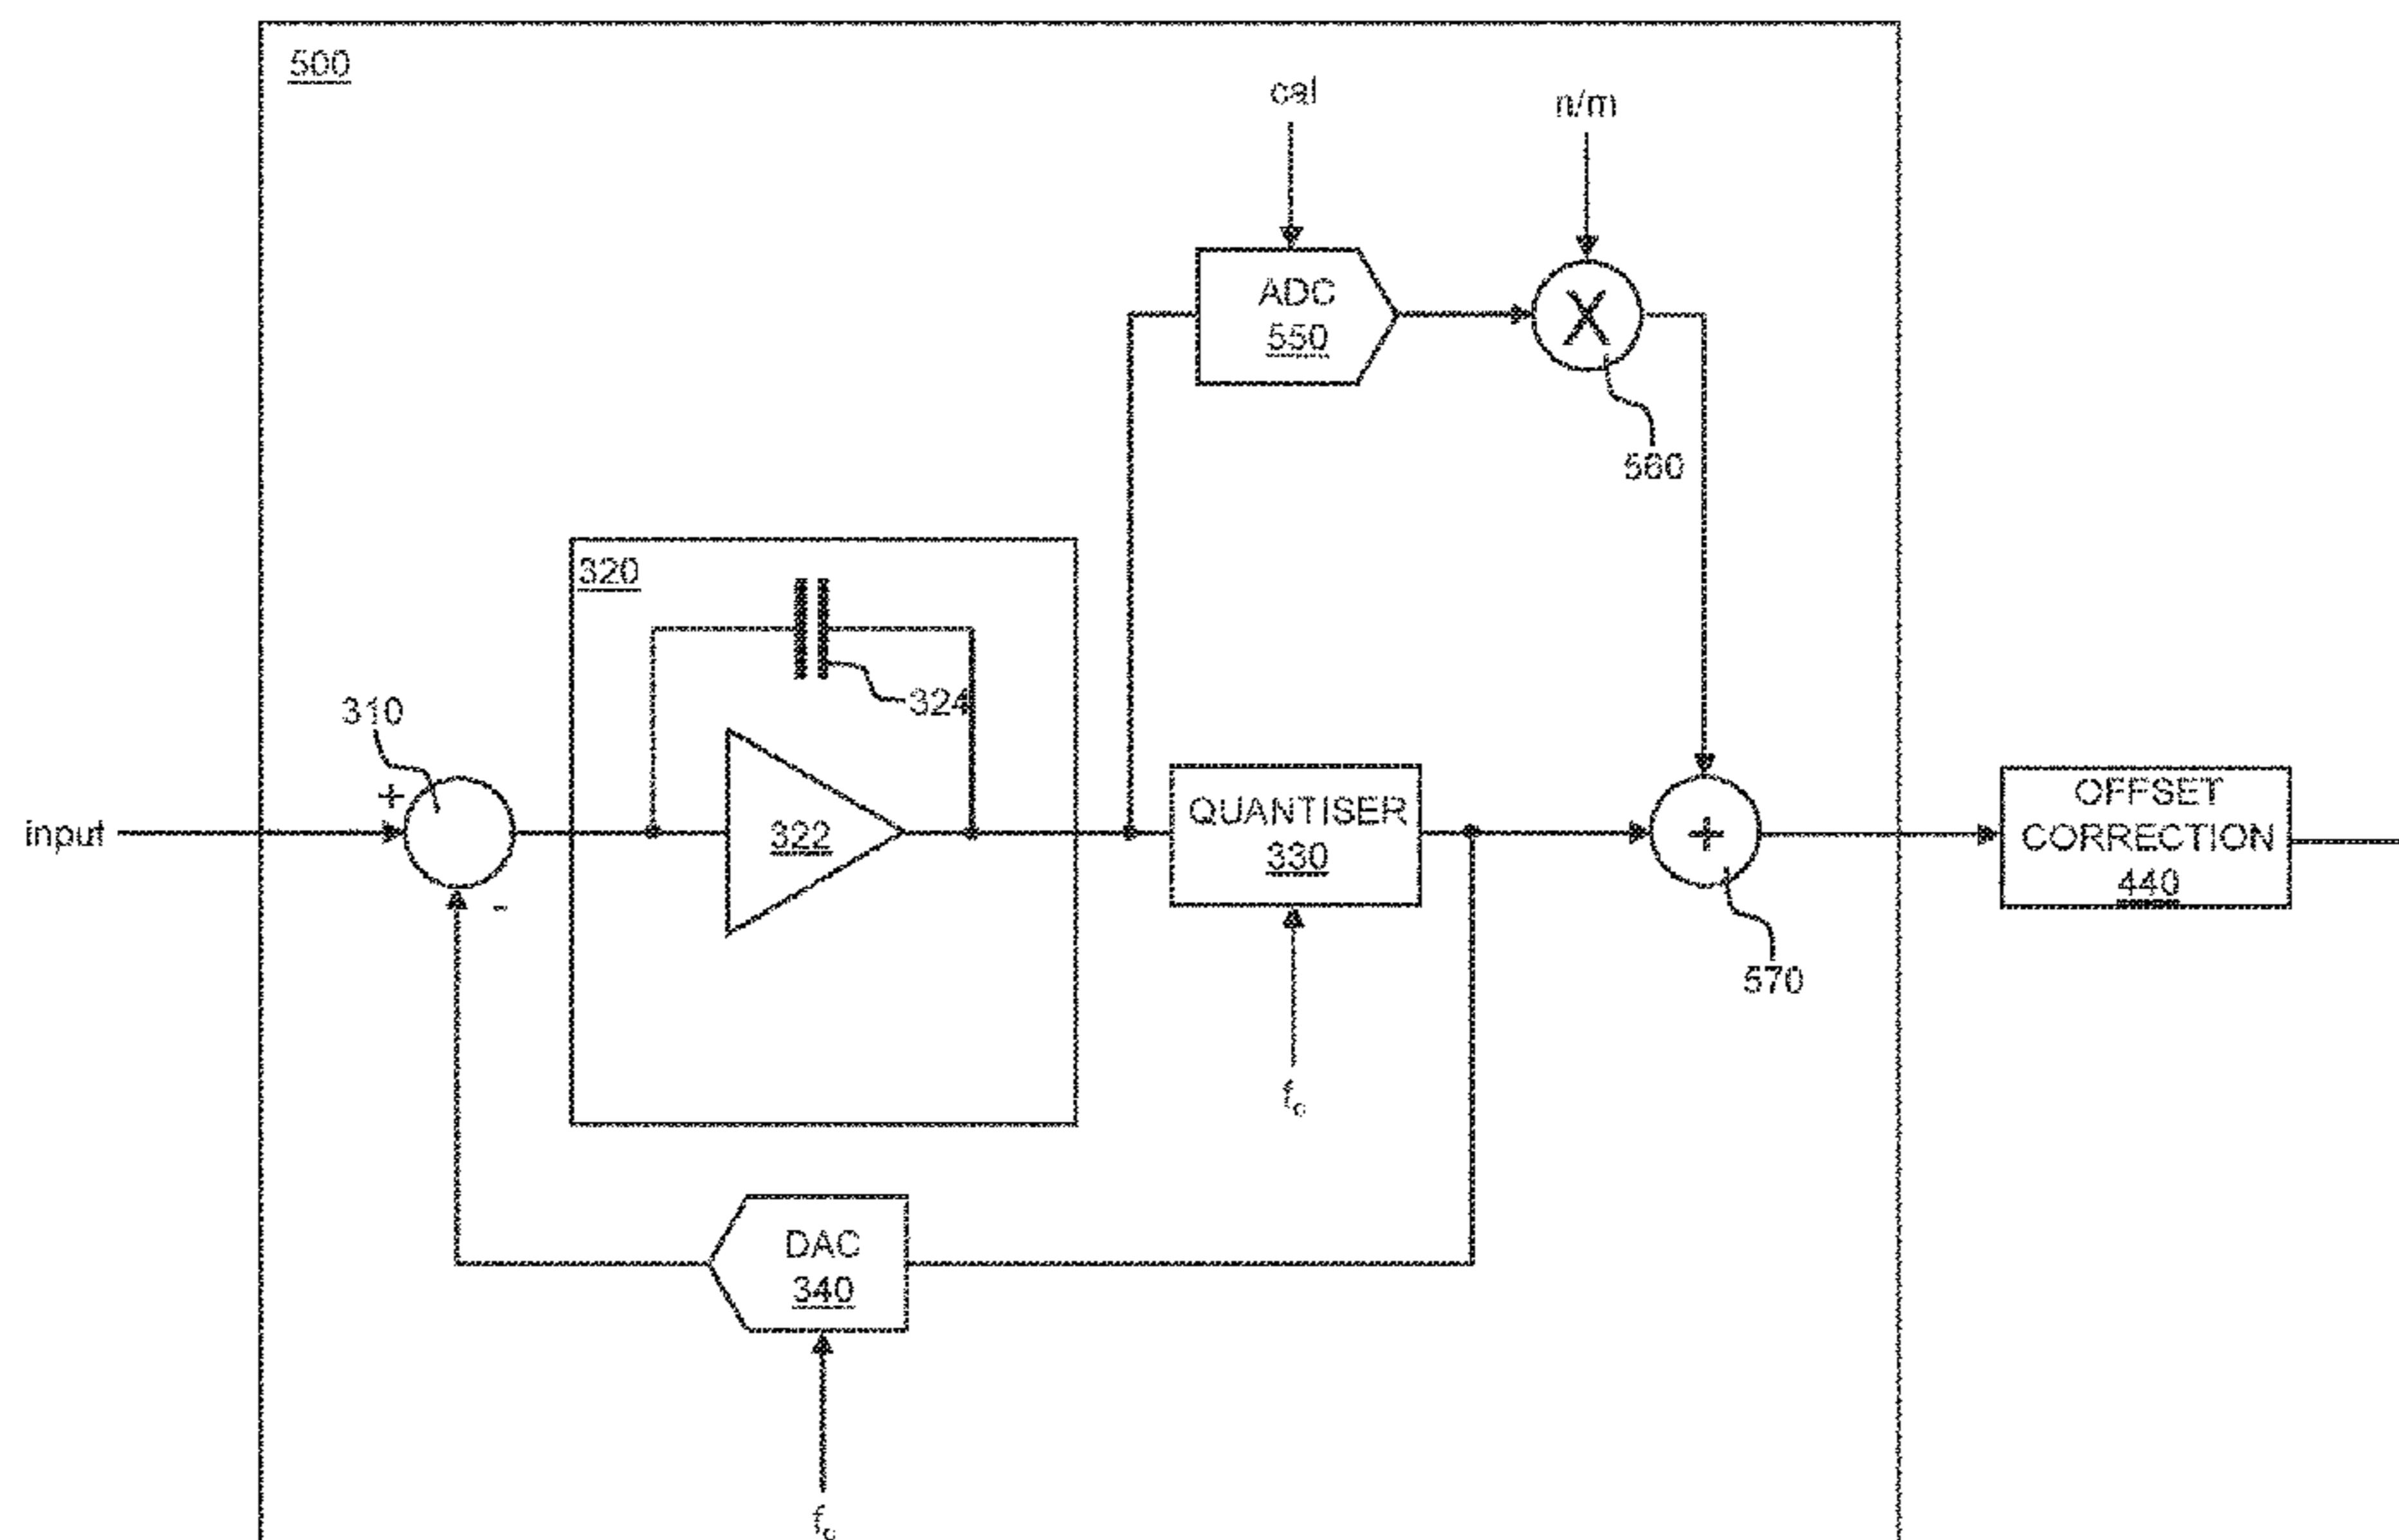 500
cal
n/m
ADC
550
560
320
324
310
+
input
-
322
QUANTISER
330
X
+
570
OFFSET
CORRECTION
440
fc
DAC
340
fc